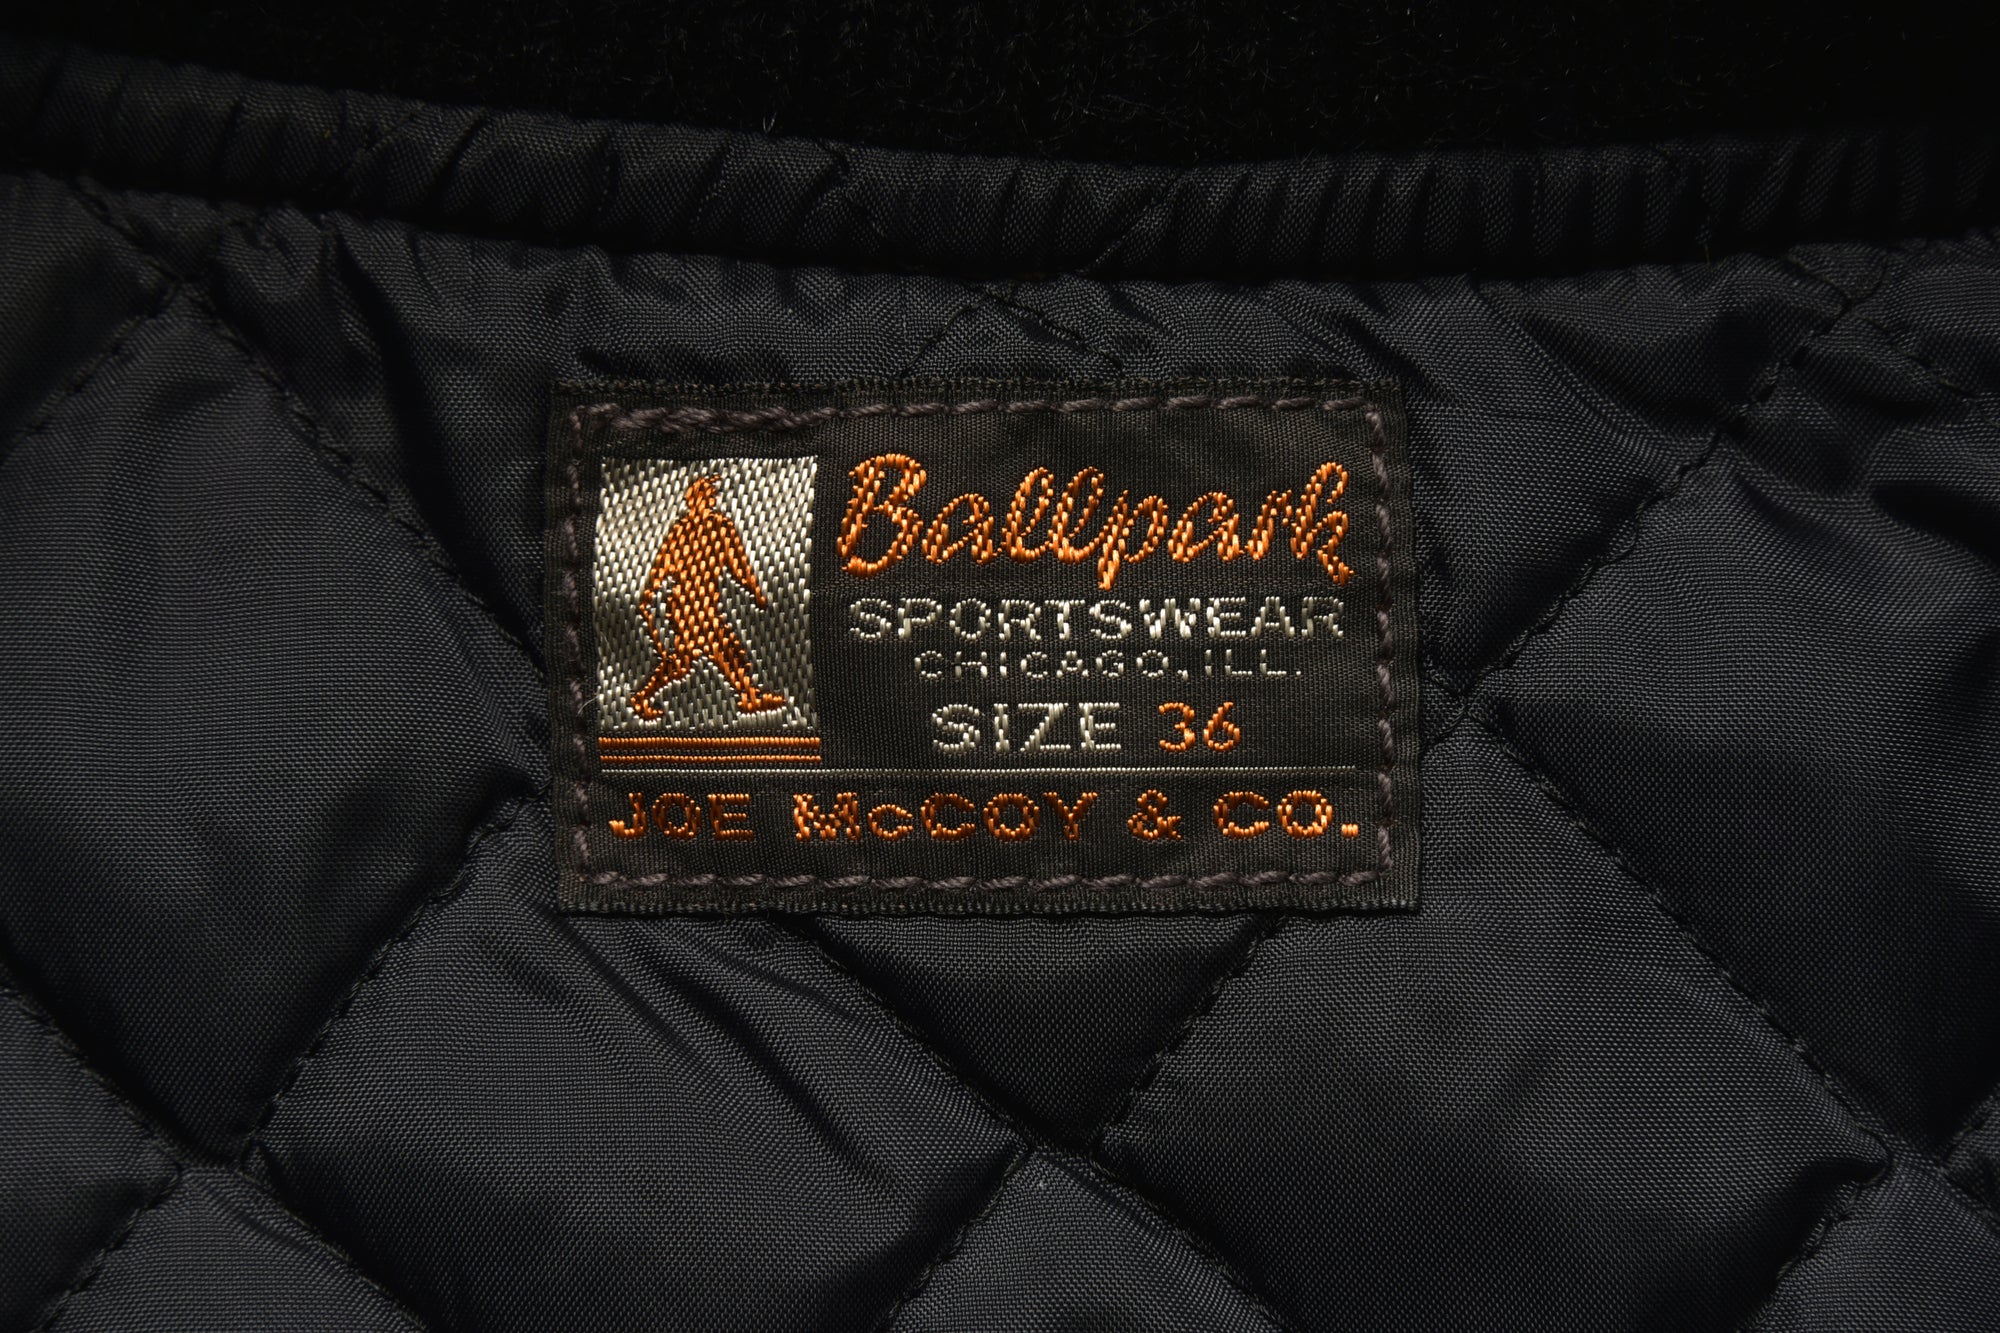 Ballpark
SPORTSWEAR
CHICAGO, ILL.
SIZE 36
JOE McCOY & CO.